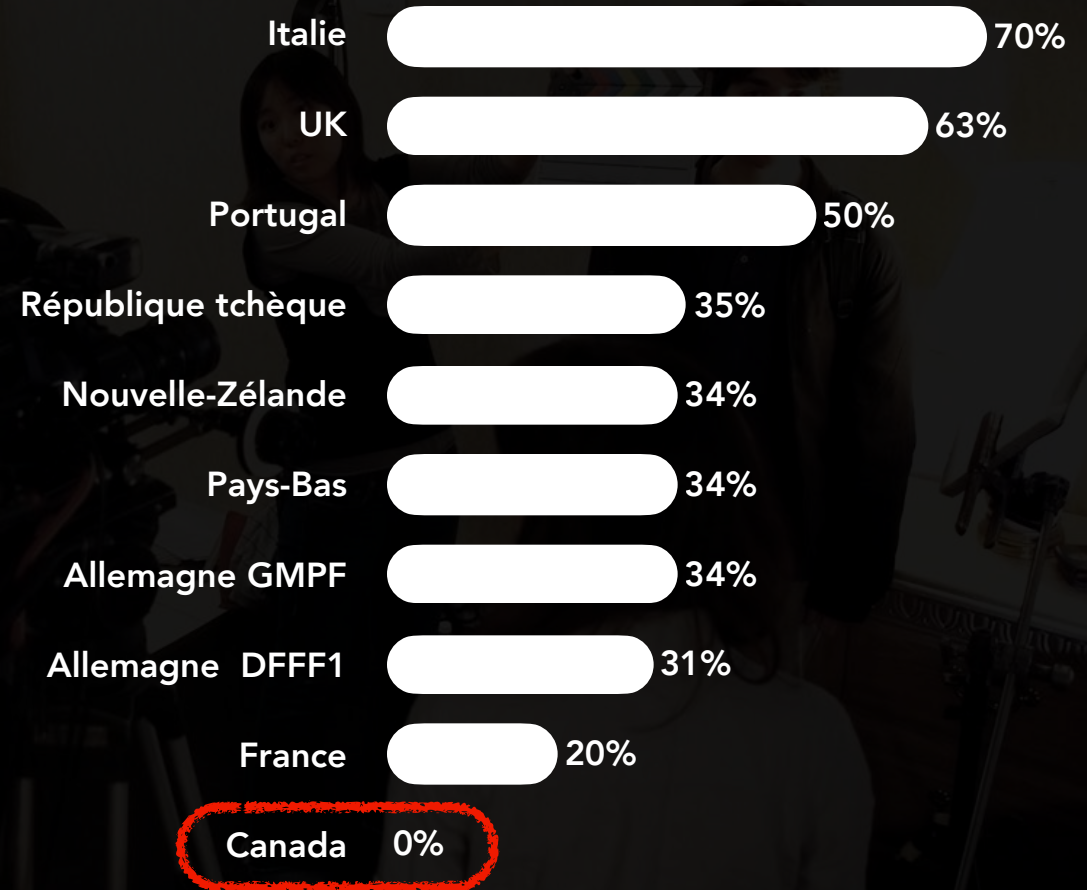 Italie 70%
UK 63%
Portugal 50%
République tchèque 35%
Nouvelle-Zélande 34%
Pays-Bas 34%
Allemagne GMPF 34%
Allemagne DFFF1 31%
France 20%
Canada 0%